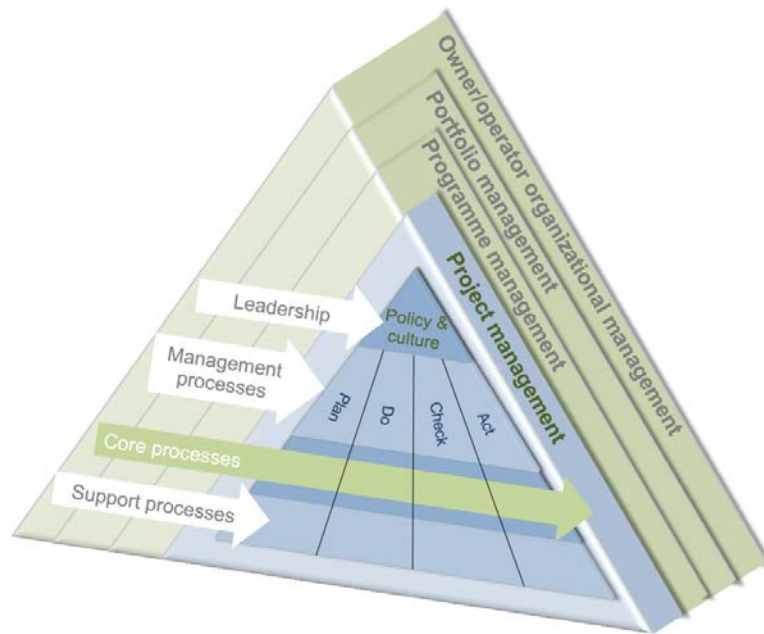 Owner/operator organizational management
Portfolio management
Programme management
Project management
Leadership
Policy &
culture
Management
processes
Plan
Do
Check
Act
Core processes
Support processes